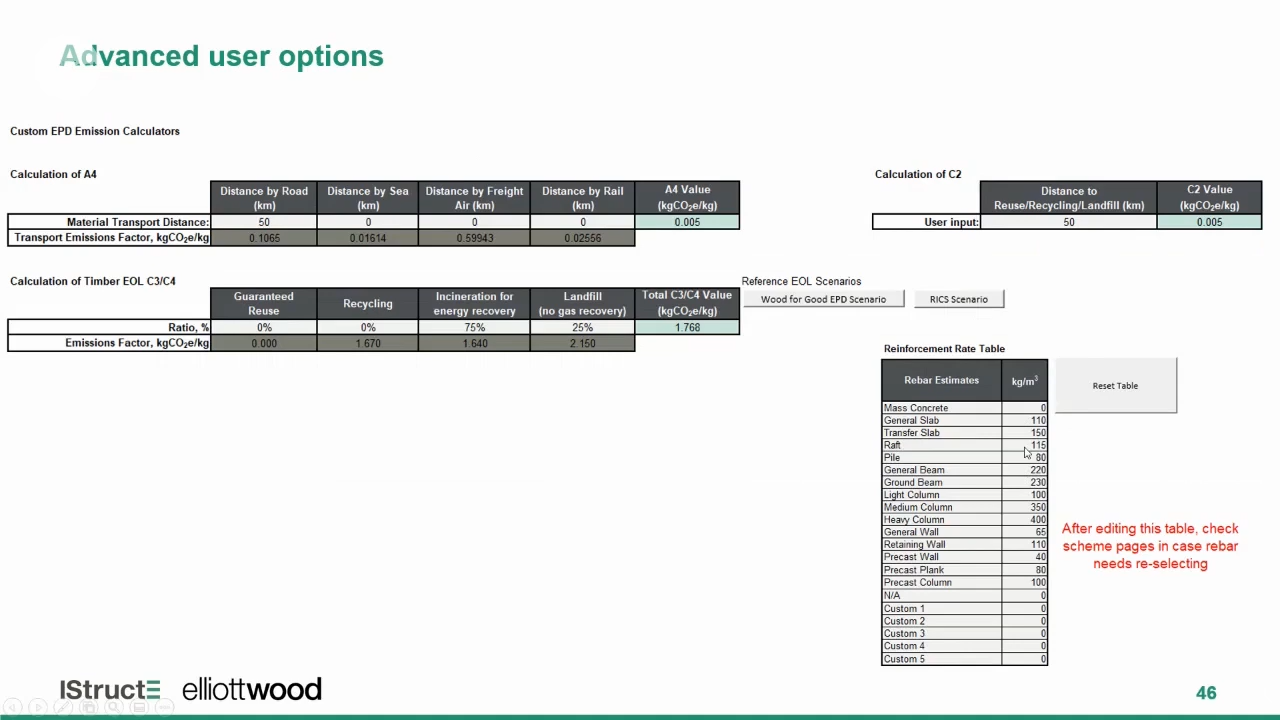 Advanced user options
Custom EPD Emission Calculators
Calculation of A4
Distance by Road (km) Distance by Sea (km) Distance by Freight Air (km) Distance by Rail (km) A4 Value (kgCO₂e/kg)
Material Transport Distance: 50 0 0 0 0.005
Transport Emissions Factor, kgCO₂e/kg 0.1065 0.01614 0.59943 0.02556
Calculation of C2
Distance to Reuse/Recycling/Landfill (km) C2 Value (kgCO₂e/kg)
User input: 50 0.005
Calculation of Timber EOL C3/C4
Guaranteed Reuse Recycling Incineration for energy recovery Landfill (no gas recovery) Total C3/C4 Value (kgCO₂e/kg)
Ratio, % 0% 0% 75% 25% 1.768
Emissions Factor, kgCO₂e/kg 0.000 1.670 1.640 2.150
Reference EOL Scenarios
Wood for Good EPD Scenario RICS Scenario
Reinforcement Rate Table
Rebar Estimates kg/m³
Reset Table
Mass Concrete 0
General Slab 110
Transfer Slab 150
Raft 115
Pile 80
General Beam 220
Ground Beam 230
Light Column 100
Medium Column 350
Heavy Column 400
General Wall 65
Retaining Wall 110
Precast Wall 40
Precast Plank 80
Precast Column 100
N/A 0
Custom 1 0
Custom 2 0
Custom 3 0
Custom 4 0
Custom 5 0
After editing this table, check
scheme pages in case rebar
needs re-selecting
IStructE elliottwood
46